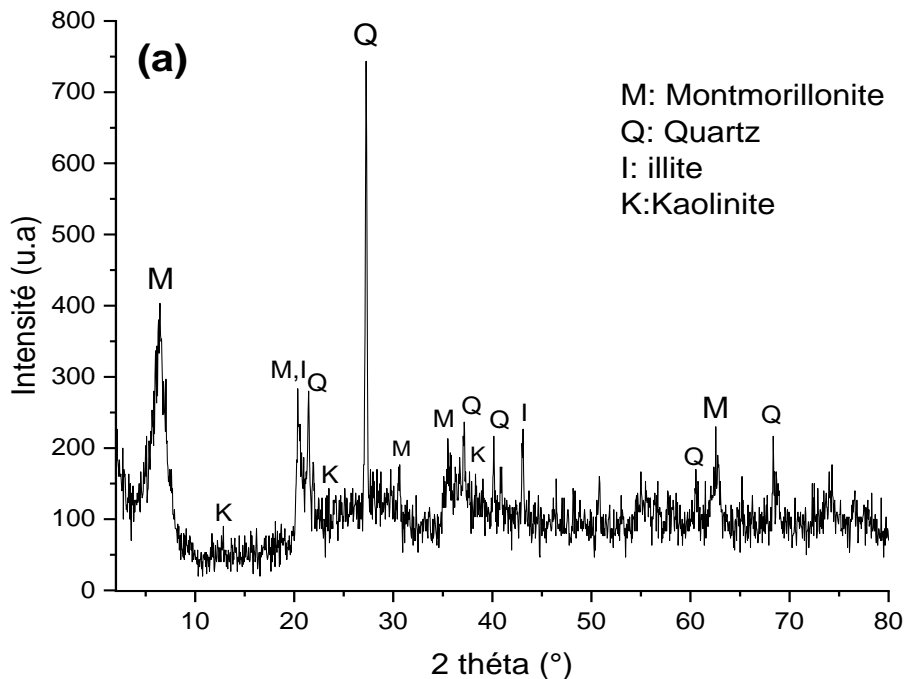 (a)
M: Montmorillonite
Q: Quartz
I: illite
K:Kaolinite
Intensité (u.a)
800
700
600
500
400
300
200
100
0
M
K
M,I
Q
K
Q
M
M
Q
K
Q
I
Q
M
Q
10 20 30 40 50 60 70 80
2 théta (°)